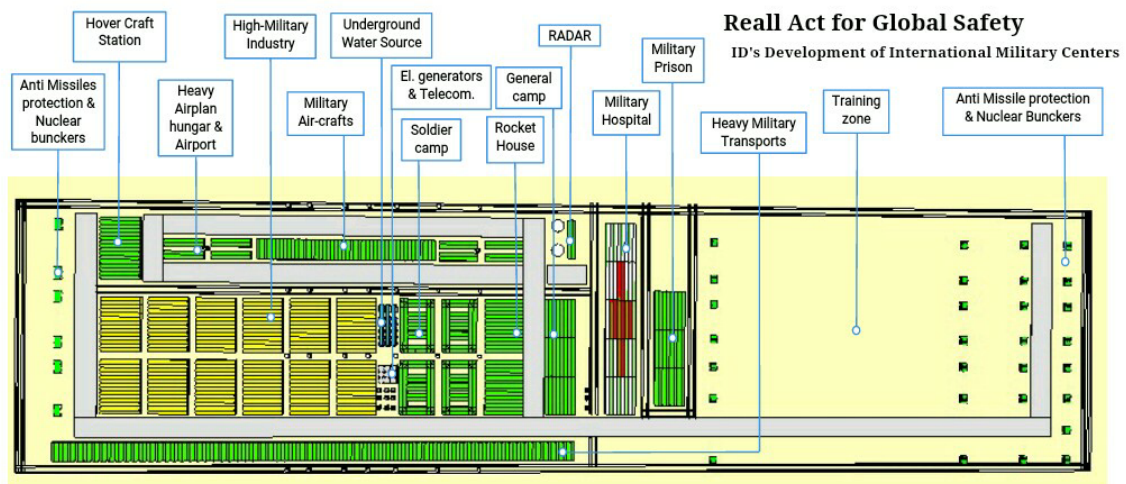 Reall Act for Global Safety
ID's Development of International Military Centers
Hover Craft
Station
High-Military
Industry
Underground
Water Source
RADAR
Military
Prison
Anti Missiles
protection &
Nuclear
bunckers
Heavy
Airplan
hungar &
Airport
Military
Air-crafts
El. generators
& Telecom.
Soldier
camp
General
camp
Rocket
House
Military
Hospital
Heavy Military
Transports
Training
zone
Anti Missile protection
& Nuclear Bunckers